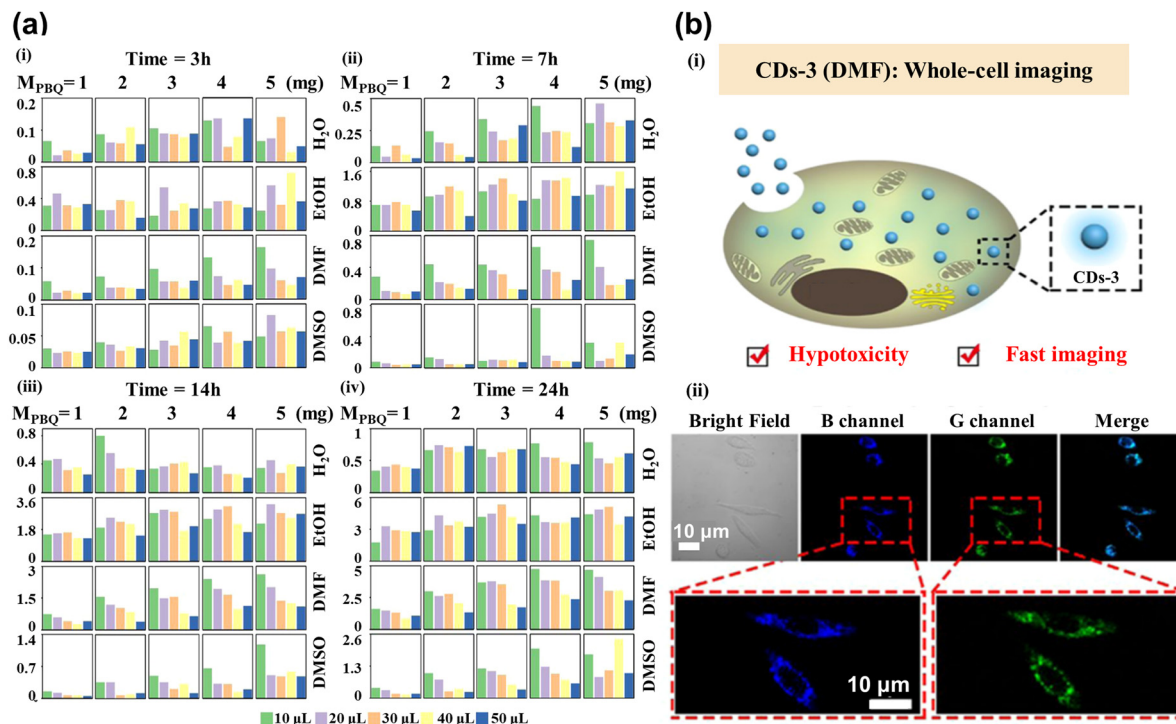 (a)
(i) Time = 3h
M_PBQ= 1 2 3 4 5 (mg)
0.2
0.1
0
H₂O
0.8
0.4
0
EtOH
0.2
0.1
0
DMF
0.1
0.05
0
DMSO
(ii) Time = 7h
M_PBQ= 1 2 3 4 5 (mg)
0.5
0.25
0
H₂O
1.6
0.8
0
EtOH
0.8
0.4
0
DMF
0.8
0.4
0
DMSO
(iii) Time = 14h
M_PBQ= 1 2 3 4 5 (mg)
0.8
0.4
0
H₂O
3.6
1.8
0
EtOH
3
1.5
0
DMF
1.4
0.7
0
DMSO
(iv) Time = 24h
M_PBQ= 1 2 3 4 5 (mg)
1
0.5
0
H₂O
6
3
0
EtOH
5
2.5
0
DMF
2.6
1.3
0
DMSO
10 μL 20 μL 30 μL 40 μL 50 μL
(b)
(i) CDs-3 (DMF): Whole-cell imaging
CDs-3
Hypotoxicity Fast imaging
(ii)
Bright Field B channel G channel Merge
10 μm
10 μm